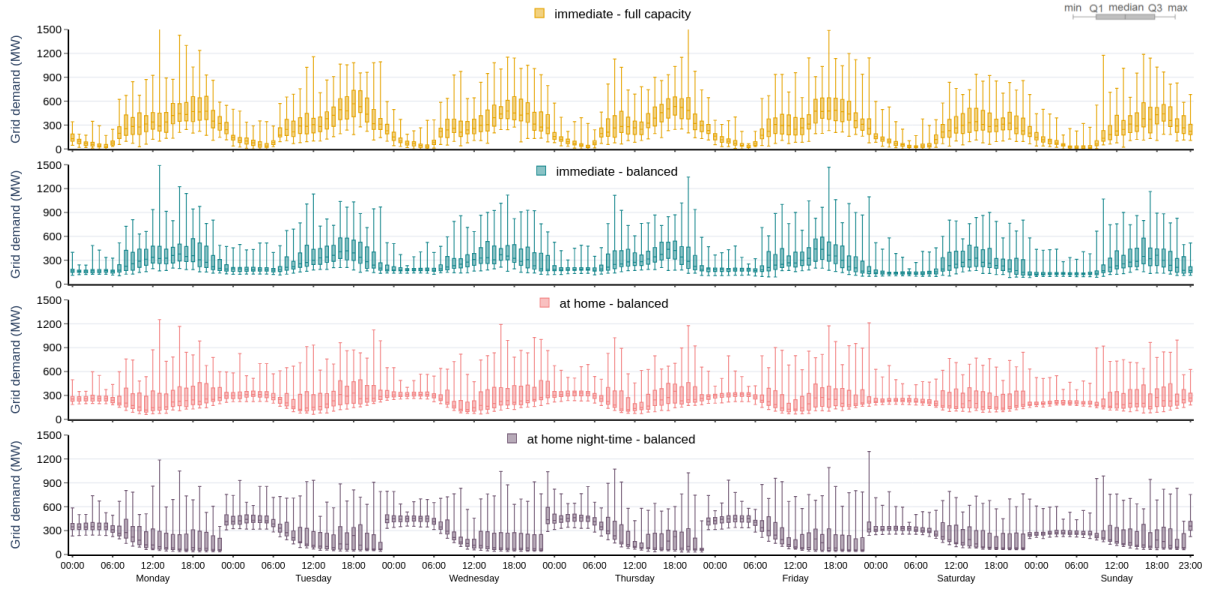 min Q1 median Q3 max
immediate - full capacity
Grid demand (MW)
1500
1200
900
600
300
0
immediate - balanced
Grid demand (MW)
1500
1200
900
600
300
0
at home - balanced
Grid demand (MW)
1500
1200
900
600
300
0
at home night-time - balanced
Grid demand (MW)
1500
1200
900
600
300
0
00:00 06:00 12:00 18:00 00:00 06:00 12:00 18:00 00:00 06:00 12:00 18:00 00:00 06:00 12:00 18:00 00:00 06:00 12:00 18:00 00:00 06:00 12:00 18:00 00:00 06:00 12:00 18:00 23:00
Monday Tuesday Wednesday Thursday Friday Saturday Sunday